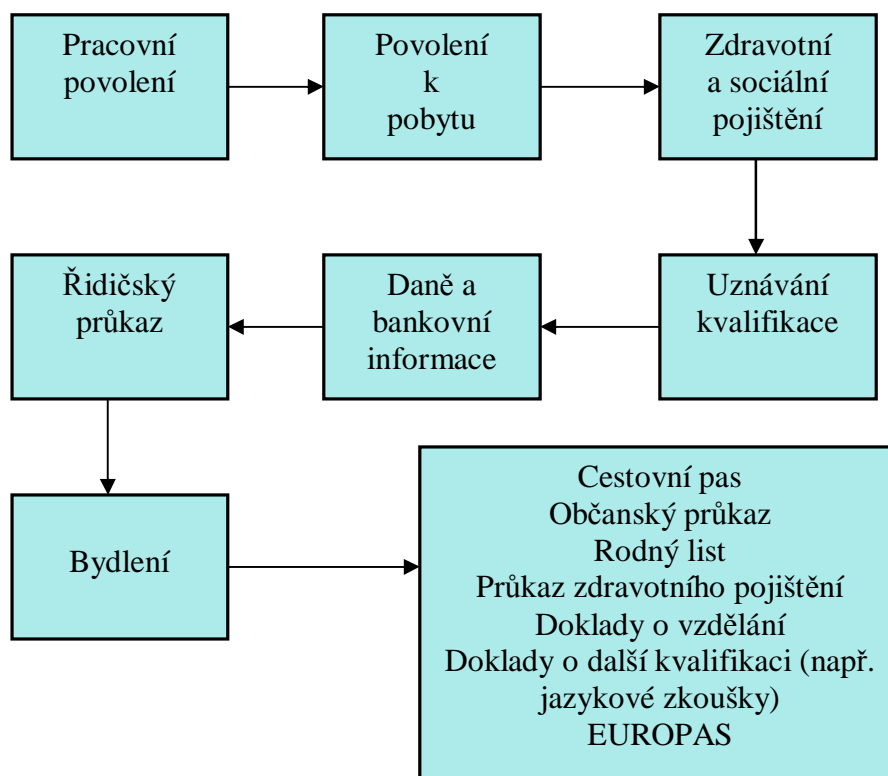 Pracovní
povolení
Povolení
k
pobytu
Zdravotní
a sociální
pojištění
Uznávání
kvalifikace
Daně a
bankovní
informace
Řidičský
průkaz
Bydlení
Cestovní pas
Občanský průkaz
Rodný list
Průkaz zdravotního pojištění
Doklady o vzdělání
Doklady o další kvalifikaci (např.
jazykové zkoušky)
EUROPAS